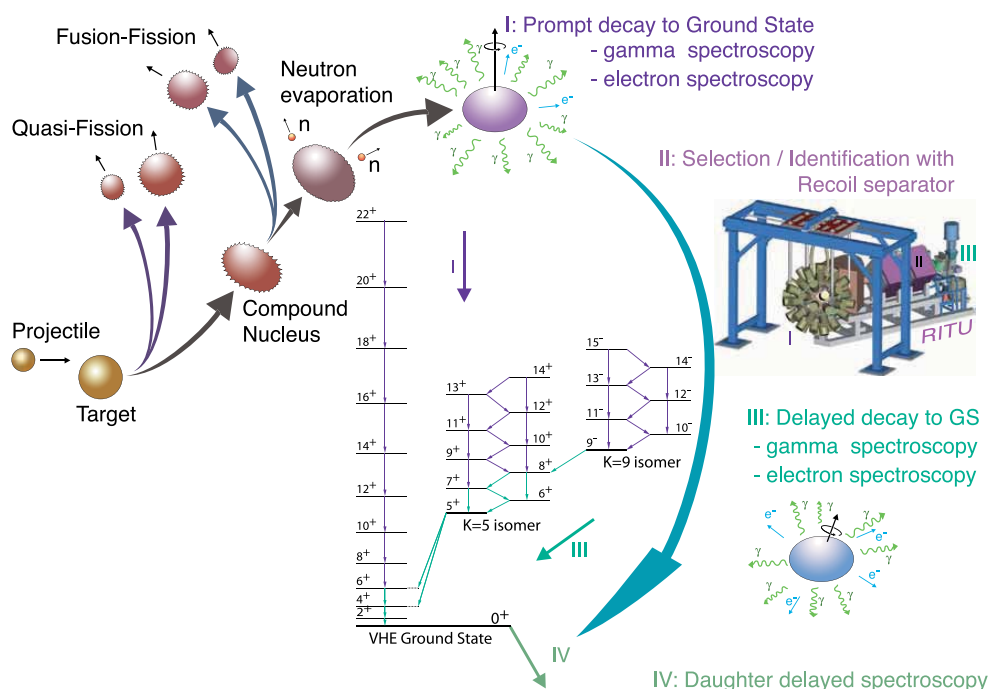 Fusion-Fission
Quasi-Fission
Neutron
evaporation
n
n
Compound
Nucleus
Projectile
Target
I: Prompt decay to Ground State
- gamma spectroscopy
- electron spectroscopy
γ
γ
γ
γ
γ
γ
γ
γ
γ
γ
γ
e-
e-
II: Selection / Identification with
Recoil separator
I
II
III
RITU
III: Delayed decay to GS
- gamma spectroscopy
- electron spectroscopy
γ
γ
γ
γ
γ
γ
γ
γ
e-
e-
e-
e-
22+
20+
18+
16+
14+
12+
10+
8+
6+
4+
2+
0+
VHE Ground State
I
14+
13+
12+
11+
10+
9+
8+
7+
6+
5+
K=5 isomer
15-
14-
13-
12-
11-
10-
9-
K=9 isomer
III
IV
IV: Daughter delayed spectroscopy